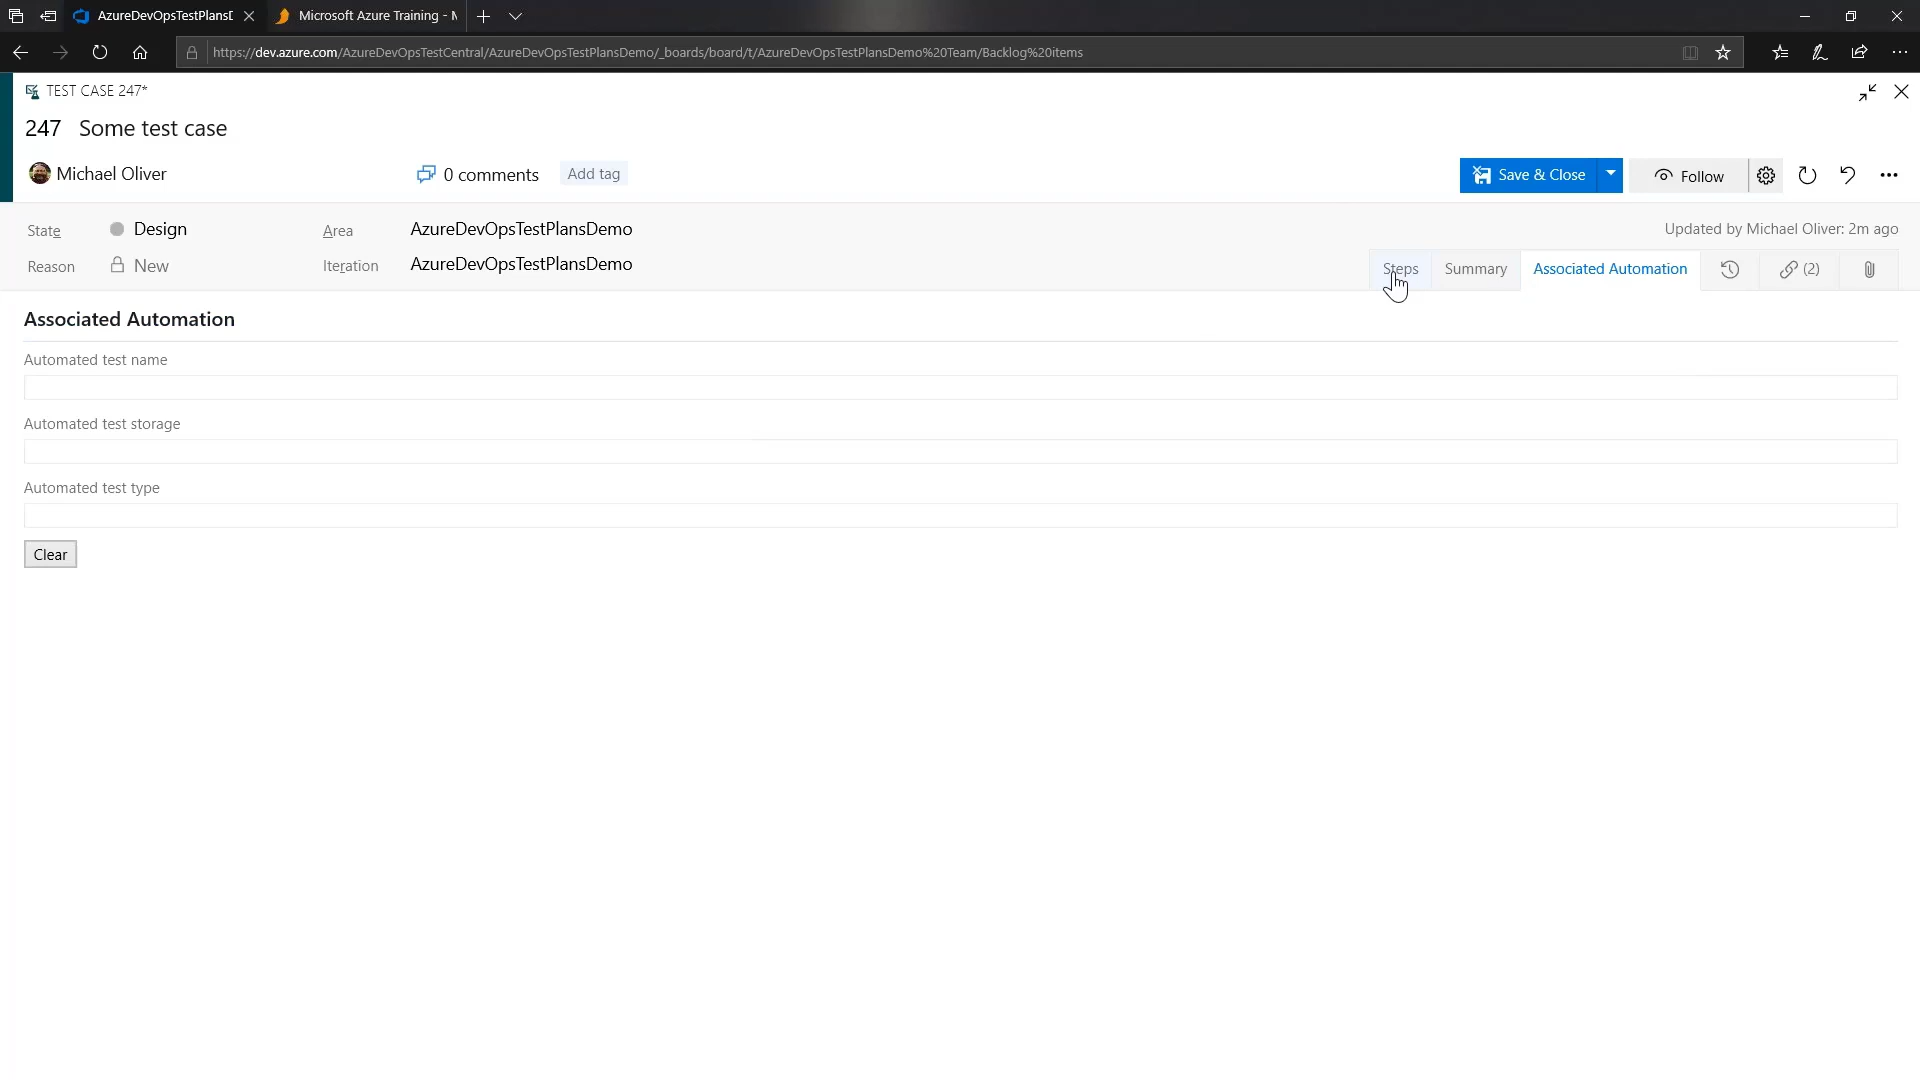 AzureDevOpsTestPlansD
Microsoft Azure Training - M
https://dev.azure.com/AzureDevOpsTestCentral/AzureDevOpsTestPlansDemo/_boards/board/t/AzureDevOpsTestPlansDemo%20Team/Backlog%20items
TEST CASE 247*
247 Some test case
Michael Oliver
0 comments
Add tag
Save & Close
Follow
State
Design
Area
AzureDevOpsTestPlansDemo
Updated by Michael Oliver: 2m ago
Reason
New
Iteration
AzureDevOpsTestPlansDemo
Steps
Summary
Associated Automation
(2)
Associated Automation
Automated test name
Automated test storage
Automated test type
Clear